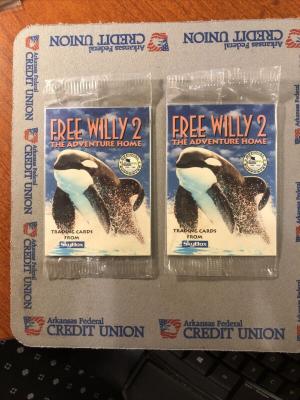 Arkansas Federal
CREDIT UNION
Arkansas Federal
CREDIT UNION
Arkansas Federal
CREDIT UNION
Arkansas Federal
CREDIT UNION
FREE WILLY 2
THE ADVENTURE HOME
TRADING CARDS
FROM
SkyBox
FREE WILLY 2
THE ADVENTURE HOME
TRADING CARDS
FROM
SkyBox
Arkansas Federal
CREDIT UNION
Arkansas Federal
CREDIT UNION